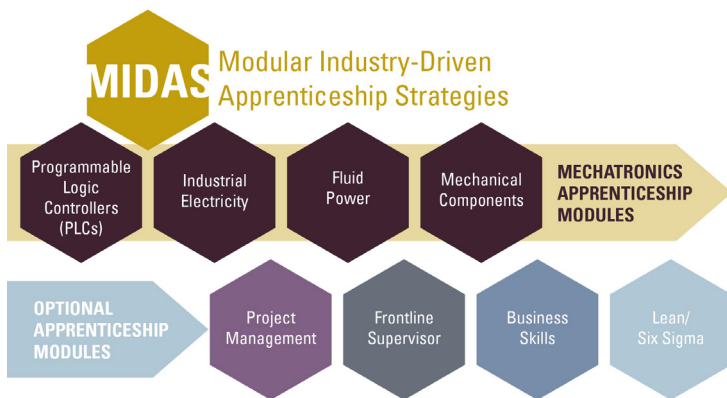 MIDAS
Modular Industry-Driven
Apprenticeship Strategies
Programmable
Logic
Controllers
(PLCs)
Industrial
Electricity
Fluid
Power
Mechanical
Components
MECHATRONICS
APPRENTICESHIP
MODULES
OPTIONAL
APPRENTICESHIP
MODULES
Project
Management
Frontline
Supervisor
Business
Skills
Lean/
Six Sigma